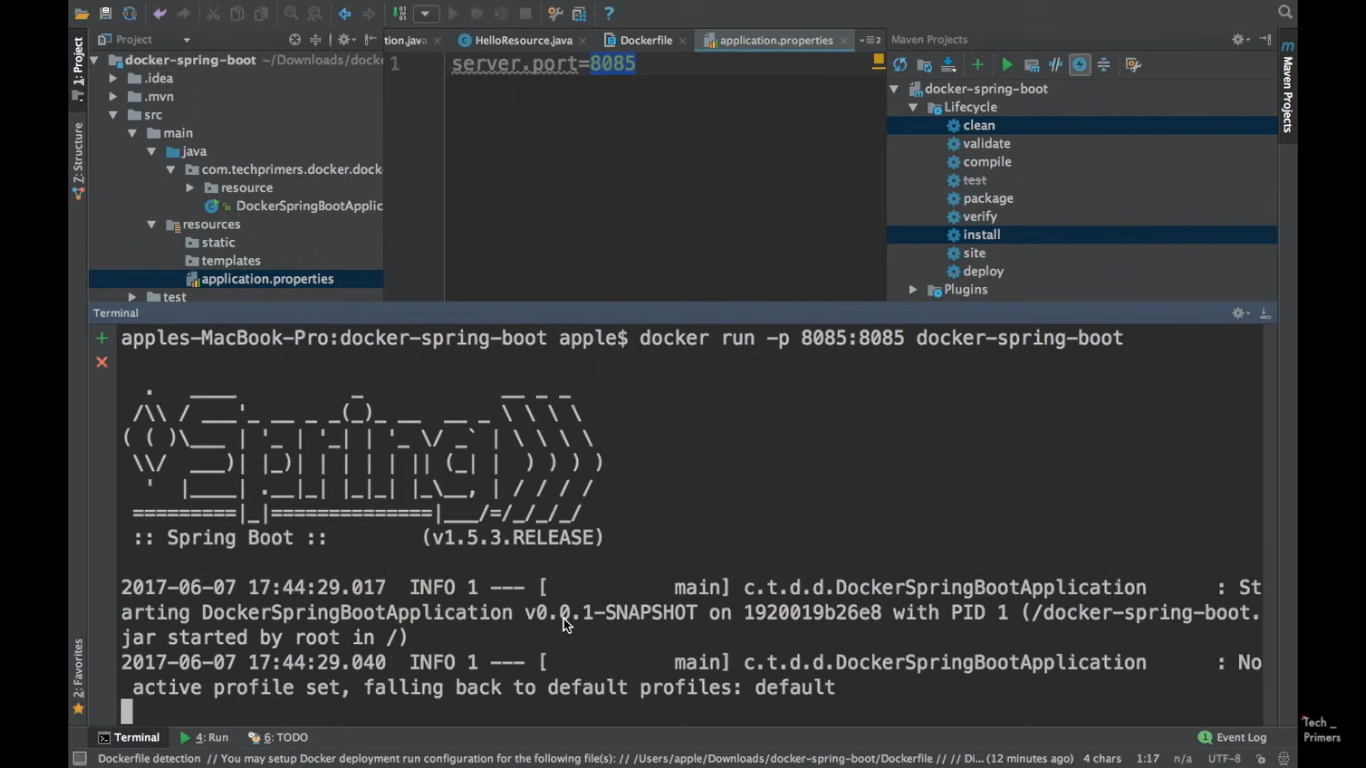 Project
tion.java
HelloResource.java
Dockerfile
application.properties
2
Maven Projects
1: Project
Z: Structure
2: Favorites
docker-spring-boot ~/Downloads/docke
.idea
.mvn
src
main
java
com.techprimers.docker.dock
resource
DockerSpringBootApplic
resources
static
templates
application.properties
test
1
server.port=8085
docker-spring-boot
Lifecycle
clean
validate
compile
test
package
verify
install
site
deploy
Plugins
Maven Projects
Terminal
apples-MacBook-Pro:docker-spring-boot apple$ docker run -p 8085:8085 docker-spring-boot
Spring
:: Spring Boot :: (v1.5.3.RELEASE)
2017-06-07 17:44:29.017 INFO 1 --- [ main] c.t.d.d.DockerSpringBootApplication : St
arting DockerSpringBootApplication v0.0.1-SNAPSHOT on 1920019b26e8 with PID 1 (/docker-spring-boot.
jar started by root in /)
2017-06-07 17:44:29.040 INFO 1 --- [ main] c.t.d.d.DockerSpringBootApplication : No
active profile set, falling back to default profiles: default
Terminal
4: Run
6: TODO
1 Event Log
Dockerfile detection // You may setup Docker deployment run configuration for the following file(s): // /Users/apple/Downloads/docker-spring-boot/Dockerfile // // Di... (12 minutes ago) 4 chars 1:17 n/a UTF-8
Tech _
Primers